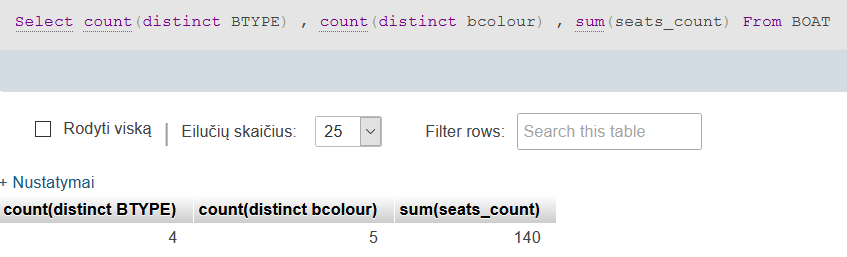 Select count(distinct BTYPE) , count(distinct bcolour) , sum(seats_count) From BOAT
Rodyti viską | Eilučių skaičius: 25 Filter rows: Search this table
+ Nustatymai
count(distinct BTYPE) count(distinct bcolour) sum(seats_count)
4 5 140